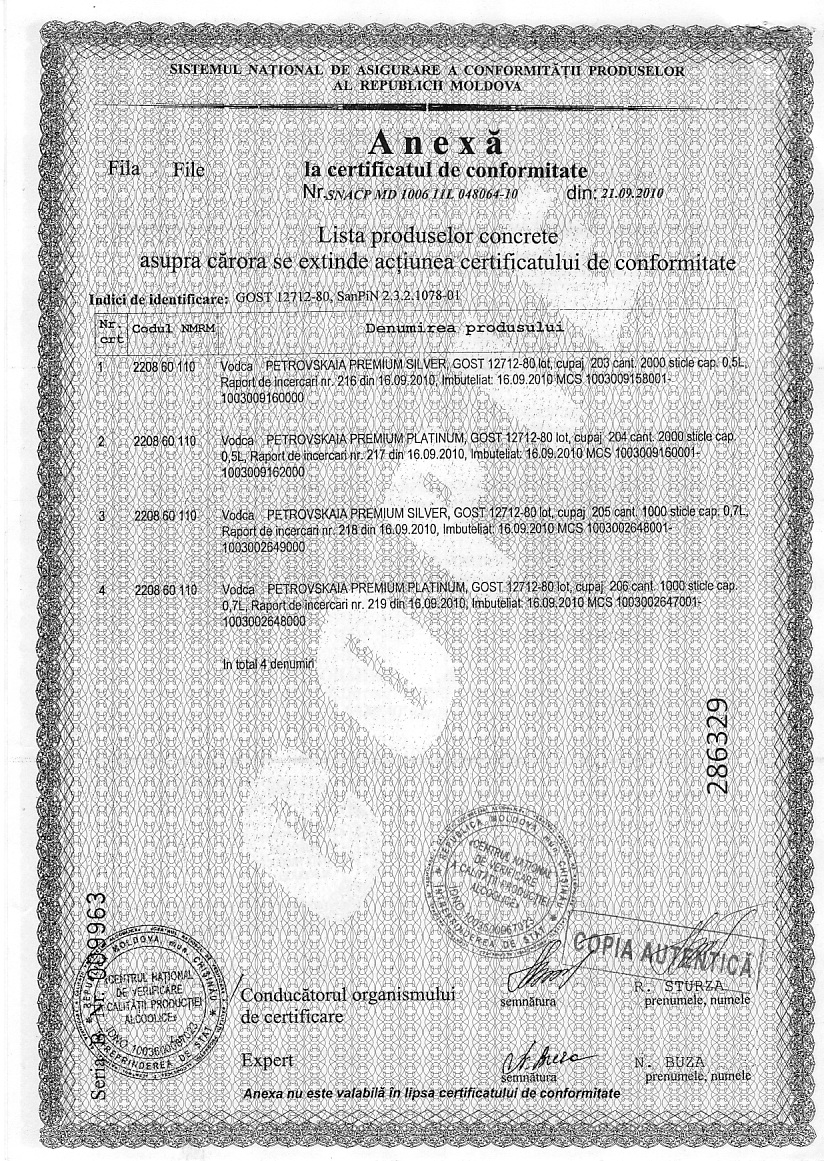 SISTEMUL NAȚIONAL DE ASIGURARE A CONFORMITĂȚII PRODUSELOR
AL REPUBLICII MOLDOVA
Anexă
Fila File
la certificatul de conformitate
Nr. SNACP MD 1006 11L 048064-10 din: 21.09.2010
Lista produselor concrete
asupra cărora se extinde acțiunea certificatului de conformitate
Indici de identificare: GOST 12712-80, SanPiN 2.3.2.1078-01
Nr. crt Codul NMRM Denumirea produsului
1 2208 60 110 Vodca PETROVSKAIA PREMIUM SILVER, GOST 12712-80 lot, cupaj 203 cant. 2000 sticle cap. 0,5L,
Raport de incercari nr. 216 din 16.09.2010, Imbuteliat: 16.09.2010 MCS 1003009158001-
1003009160000
2 2208 60 110 Vodca PETROVSKAIA PREMIUM PLATINUM, GOST 12712-80 lot, cupaj 204 cant. 2000 sticle cap.
0,5L, Raport de incercari nr. 217 din 16.09.2010, Imbuteliat: 16.09.2010 MCS 1003009160001-
1003009162000
3 2208 60 110 Vodca PETROVSKAIA PREMIUM SILVER, GOST 12712-80 lot, cupaj 205 cant. 1000 sticle cap. 0,7L,
Raport de incercari nr. 218 din 16.09.2010, Imbuteliat: 16.09.2010 MCS 1003002648001-
1003002649000
4 2208 60 110 Vodca PETROVSKAIA PREMIUM PLATINUM, GOST 12712-80 lot, cupaj 206 cant. 1000 sticle cap.
0,7L, Raport de incercari nr. 219 din 16.09.2010, Imbuteliat: 16.09.2010 MCS 1003002647001-
1003002648000
In total 4 denumiri
COPIE
286329
REPUBLICA MOLDOVA mun. CHIȘINĂU
«CENTRUL NAȚIONAL
DE VERIFICARE
A CALITĂȚII PRODUCȚIEI
ALCOOLICE»
ÎNTREPRINDEREA DE STAT
COPIA AUTENTICĂ
Seria B Nr. 009963
MOLDOVA mun. CHIȘINĂU
«CENTRUL NAȚIONAL
DE VERIFICARE
CALITĂȚII PRODUCȚIEI
ALCOOLICE»
ÎNTREPRINDEREA DE STAT
Conducătorul organismului
de certificare
semnătura
R. STURZA
prenumele, numele
Expert
semnătura
N. BUZA
prenumele, numele
Anexa nu este valabilă în lipsa certificatului de conformitate